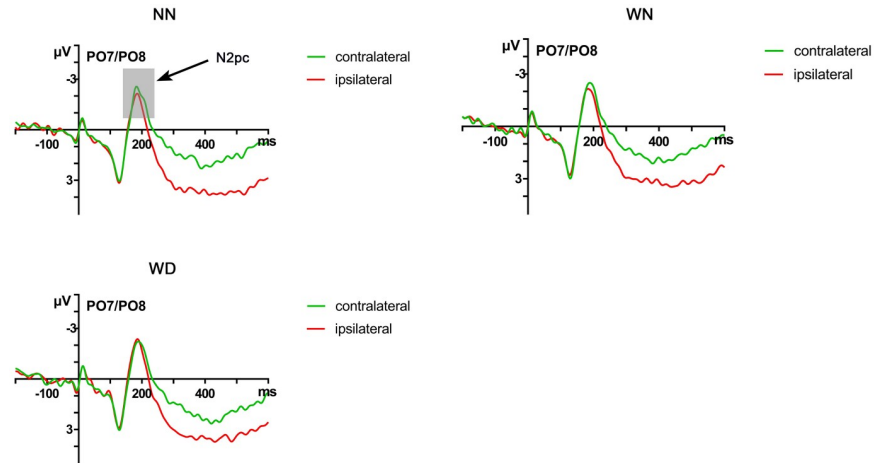 NN
µV
PO7/PO8
N2pc
contralateral
ipsilateral
-3
3
-100
200
400
ms
WN
µV
PO7/PO8
contralateral
ipsilateral
-3
3
-100
200
400
ms
WD
µV
PO7/PO8
contralateral
ipsilateral
-3
3
-100
200
400
ms